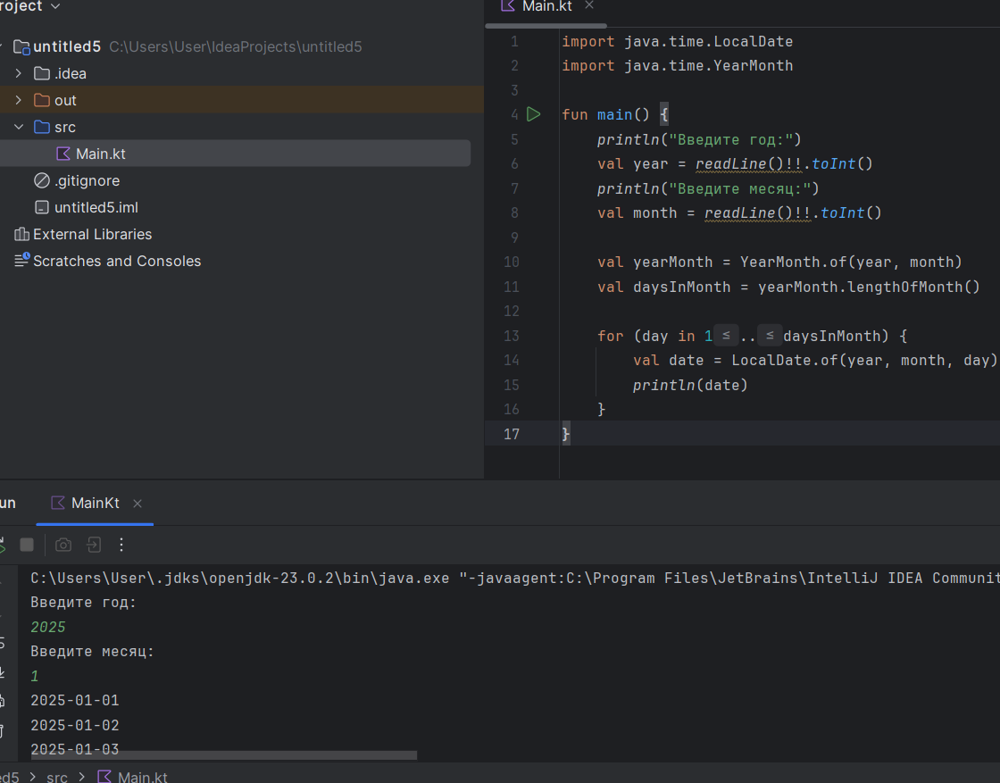 roject
untitled5 C:\Users\User\IdeaProjects\untitled5
.idea
out
src
Main.kt
.gitignore
untitled5.iml
External Libraries
Scratches and Consoles
Main.kt
1 import java.time.LocalDate
2 import java.time.YearMonth
3
4 fun main() {
5 println("Введите год:")
6 val year = readLine()!!.toInt()
7 println("Введите месяц:")
8 val month = readLine()!!.toInt()
9
10 val yearMonth = YearMonth.of(year, month)
11 val daysInMonth = yearMonth.lengthOfMonth()
12
13 for (day in 1 ≤ .. ≤ daysInMonth) {
14 val date = LocalDate.of(year, month, day)
15 println(date)
16 }
17 }
un MainKt
C:\Users\User\.jdks\openjdk-23.0.2\bin\java.exe "-javaagent:C:\Program Files\JetBrains\IntelliJ IDEA Communit
Введите год:
2025
Введите месяц:
1
2025-01-01
2025-01-02
2025-01-03
ed5 > src > Main.kt